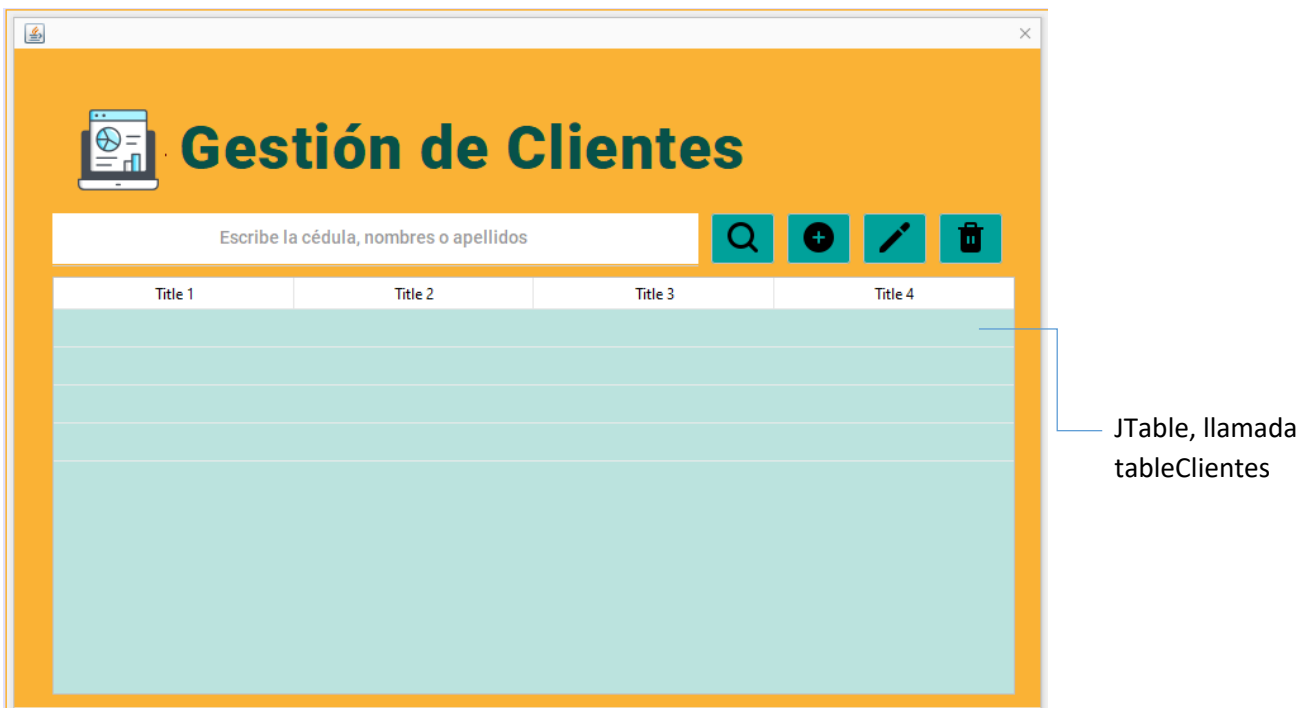 Gestión de Clientes
Escribe la cédula, nombres o apellidos
Title 1 Title 2 Title 3 Title 4
JTable, llamada
tableClientes